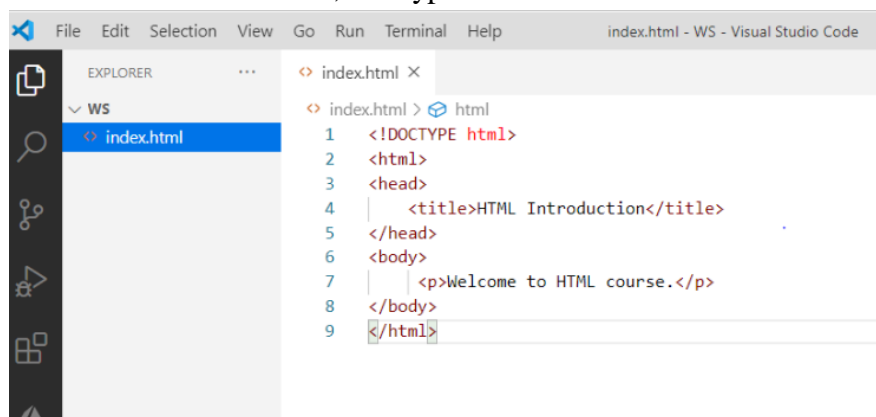 File Edit Selection View Go Run Terminal Help index.html - WS - Visual Studio Code
EXPLORER ... <> index.html ×
WS
<> index.html
<> index.html > html
1 <!DOCTYPE html>
2 <html>
3 <head>
4 <title>HTML Introduction</title>
5 </head>
6 <body>
7 <p>Welcome to HTML course.</p>
8 </body>
9 </html>